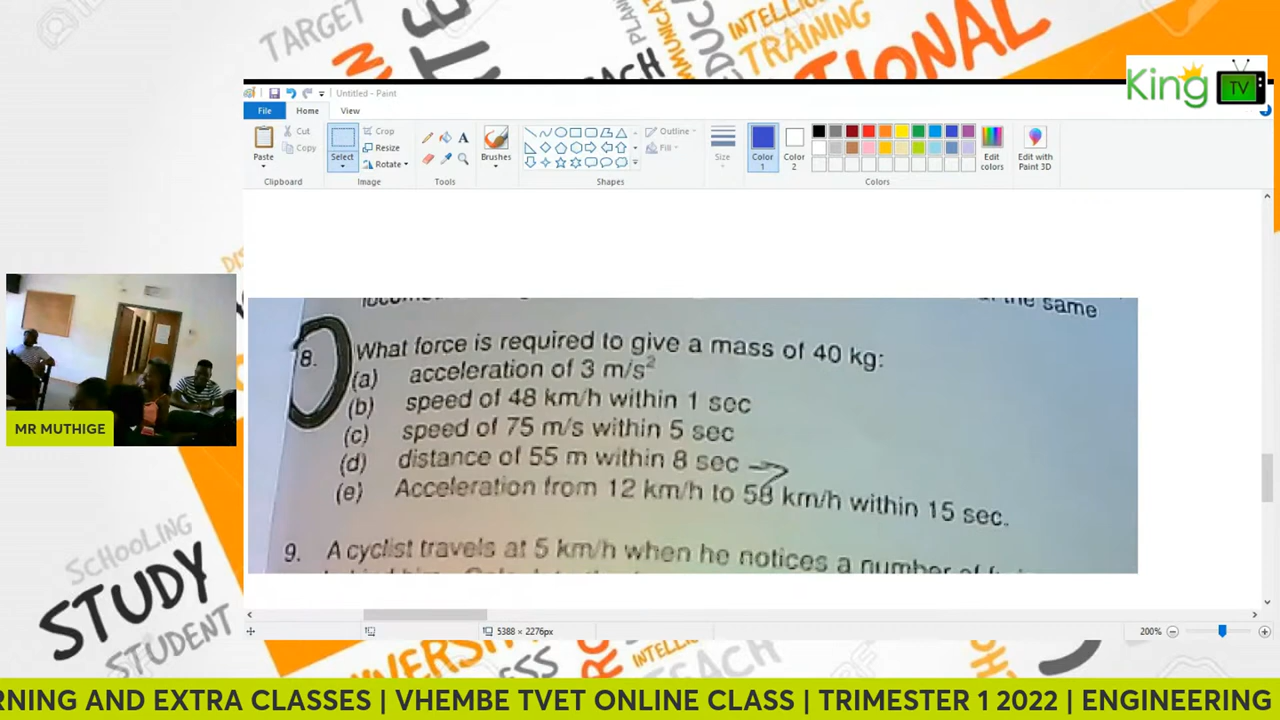 TARGET
PLAN
INTELLIGENCE
TRAINING
King TV
Untitled - Paint
File Home View
Paste
Cut
Copy
Clipboard
Select
Crop
Resize
Rotate
Image
Tools
Brushes
Shapes
Outline
Fill
Size
Color 1
Color 2
Colors
Edit colors
Edit with Paint 3D
the same
8. What force is required to give a mass of 40 kg:
(a) acceleration of 3 m/s²
(b) speed of 48 km/h within 1 sec
(c) speed of 75 m/s within 5 sec
(d) distance of 55 m within 8 sec
(e) Acceleration from 12 km/h to 58 km/h within 15 sec.
9. A cyclist travels at 5 km/h when he notices a number of
MR MUTHIGE
5388 × 2276px
200%
SCHOOLING
STUDY
STUDENT
TEACH
RNING AND EXTRA CLASSES | VHEMBE TVET ONLINE CLASS | TRIMESTER 1 2022 | ENGINEERING